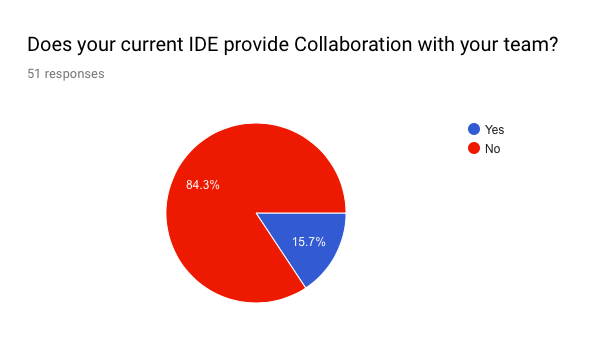 Does your current IDE provide Collaboration with your team?
51 responses
Yes
No
84.3%
15.7%